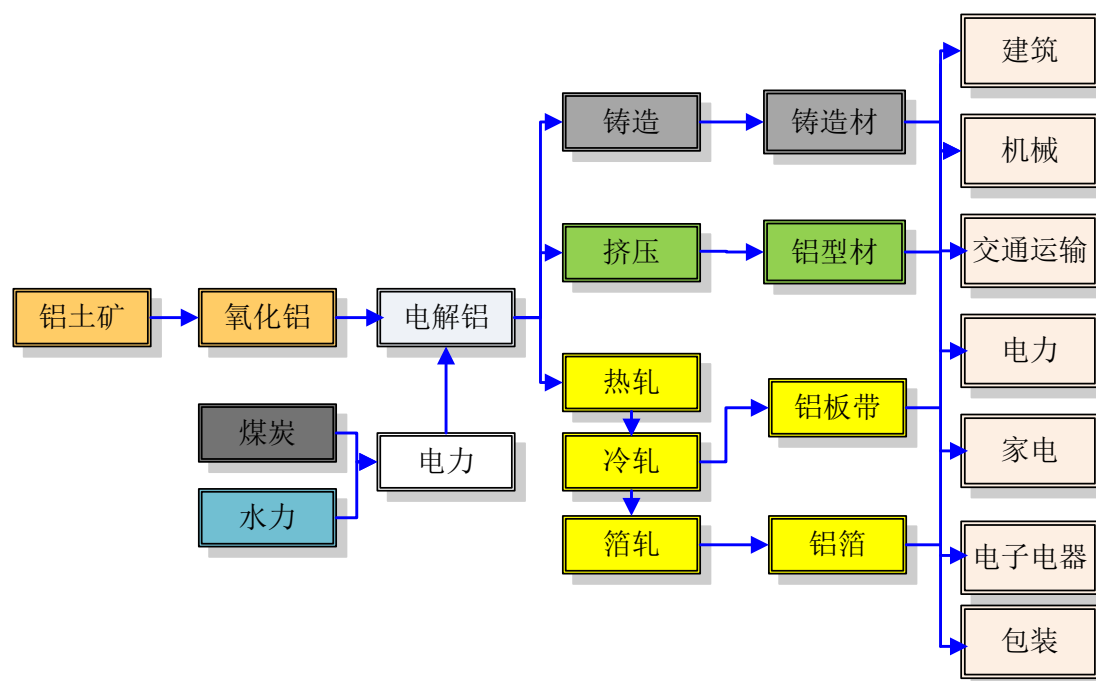 铝土矿
氧化铝
电解铝
煤炭
水力
电力
铸造
铸造材
挤压
铝型材
热轧
冷轧
铝板带
箔轧
铝箔
建筑
机械
交通运输
电力
家电
电子电器
包装